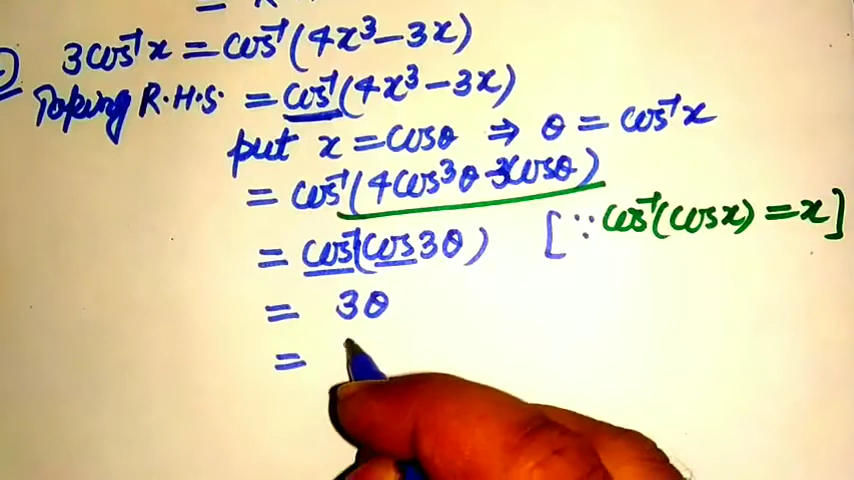 3cos⁻¹x = cos⁻¹(4x³-3x)
Taking R.H.S. = cos⁻¹(4x³-3x)
put x = cosθ ⇒ θ = cos⁻¹x
= cos⁻¹(4cos³θ-3cosθ)
= cos⁻¹(cos3θ) [∵ cos⁻¹(cosx) = x]
= 3θ
=